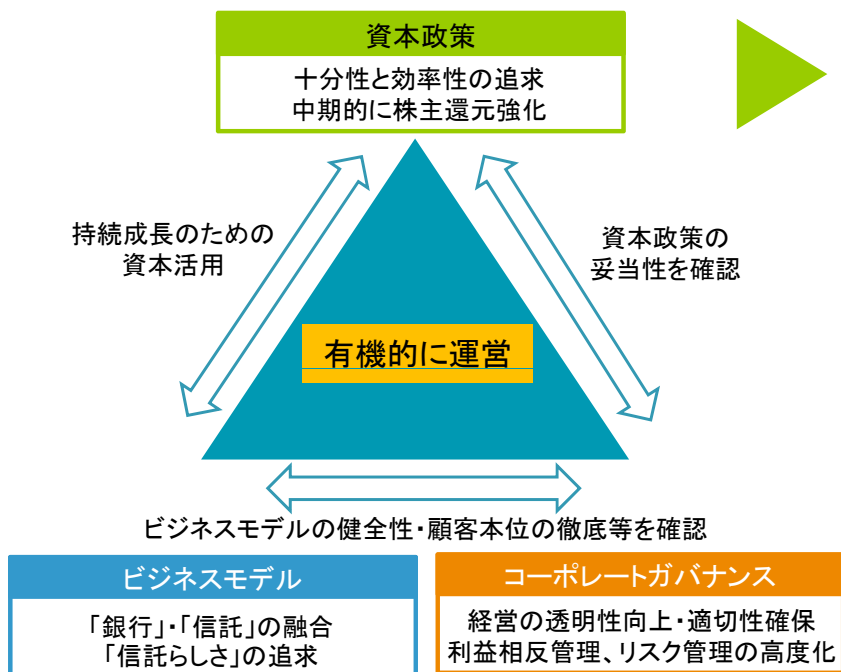 資本政策
十分性と効率性の追求
中期的に株主還元強化
持続成長のための
資本活用
資本政策の
妥当性を確認
有機的に運営
ビジネスモデルの健全性・顧客本位の徹底等を確認
ビジネスモデル
「銀行」・「信託」の融合
「信託らしさ」の追求
コーポレートガバナンス
経営の透明性向上・適切性確保
利益相反管理、リスク管理の高度化